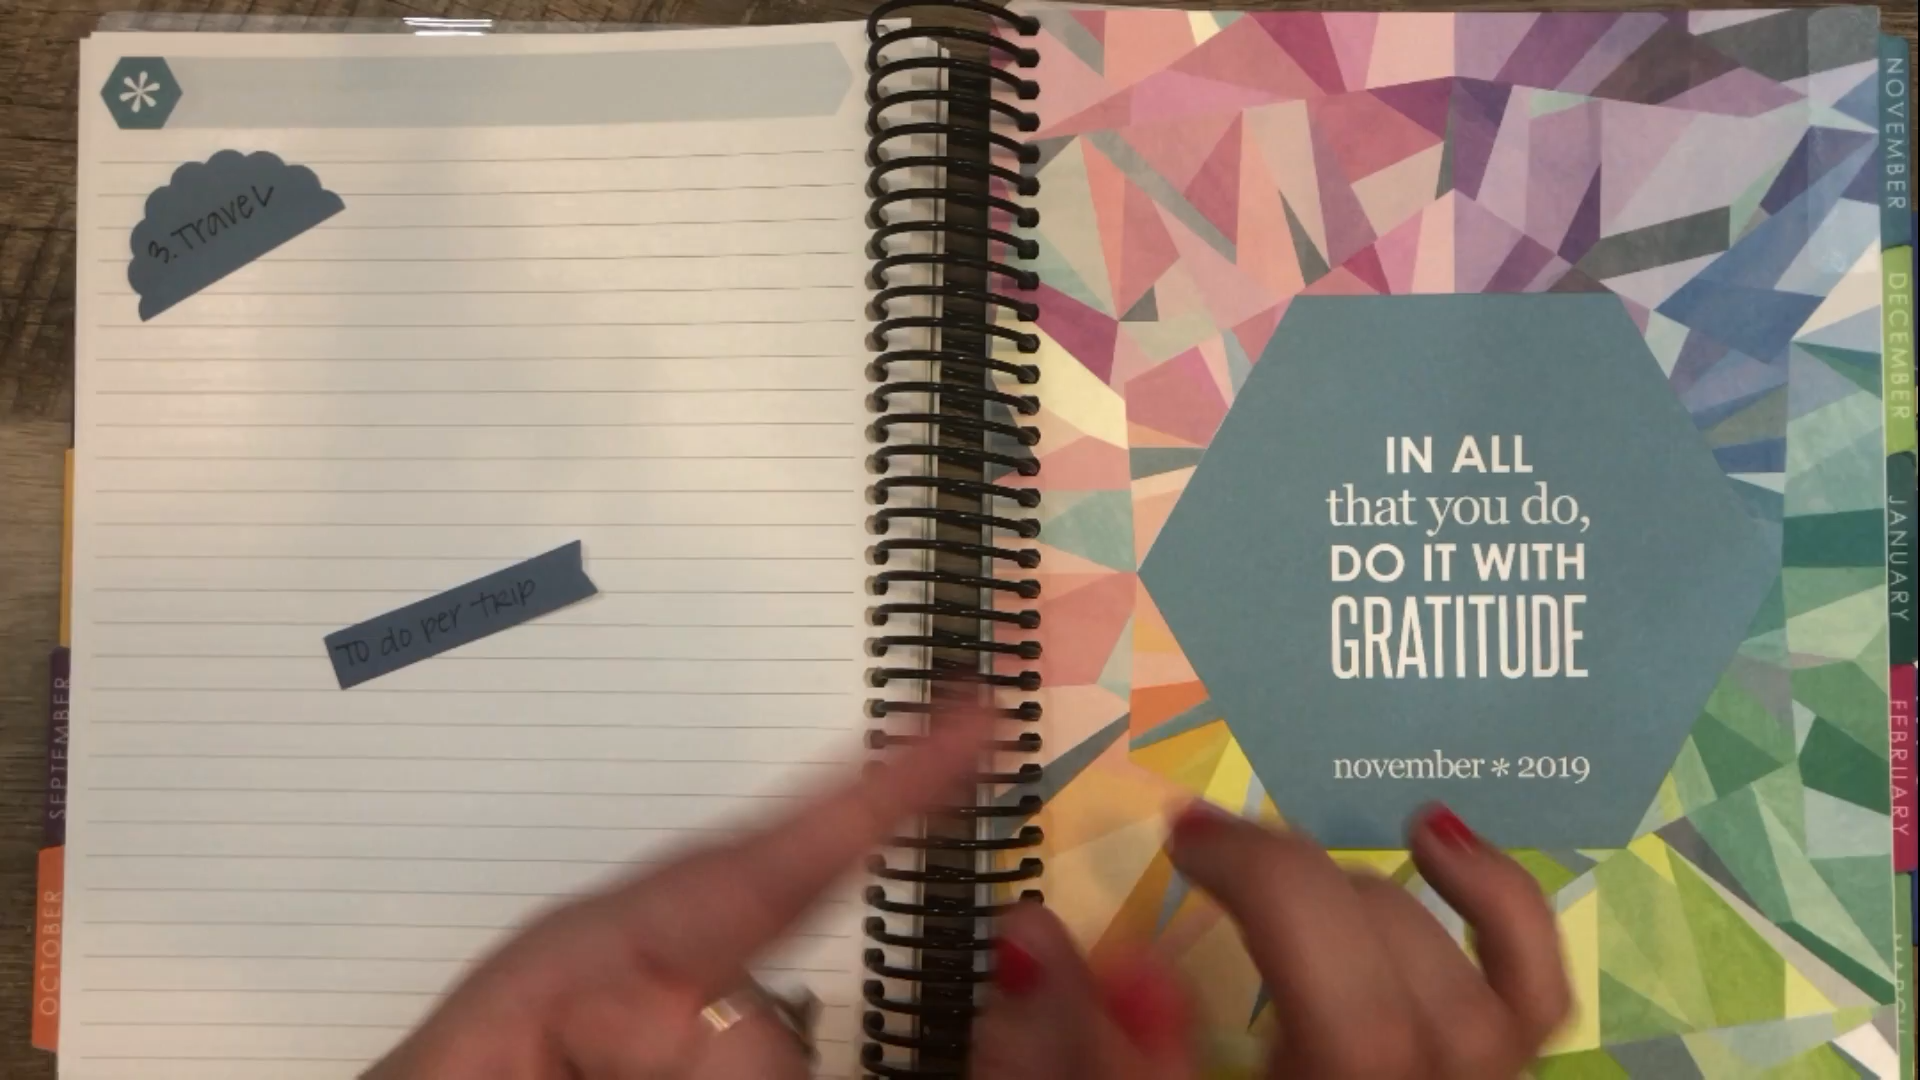 3. Travel
To do per trip
SEPTEMBER
OCTOBER
IN ALL
that you do,
DO IT WITH
GRATITUDE
november * 2019
NOVEMBER
DECEMBER
JANUARY
FEBRUARY
MARCH